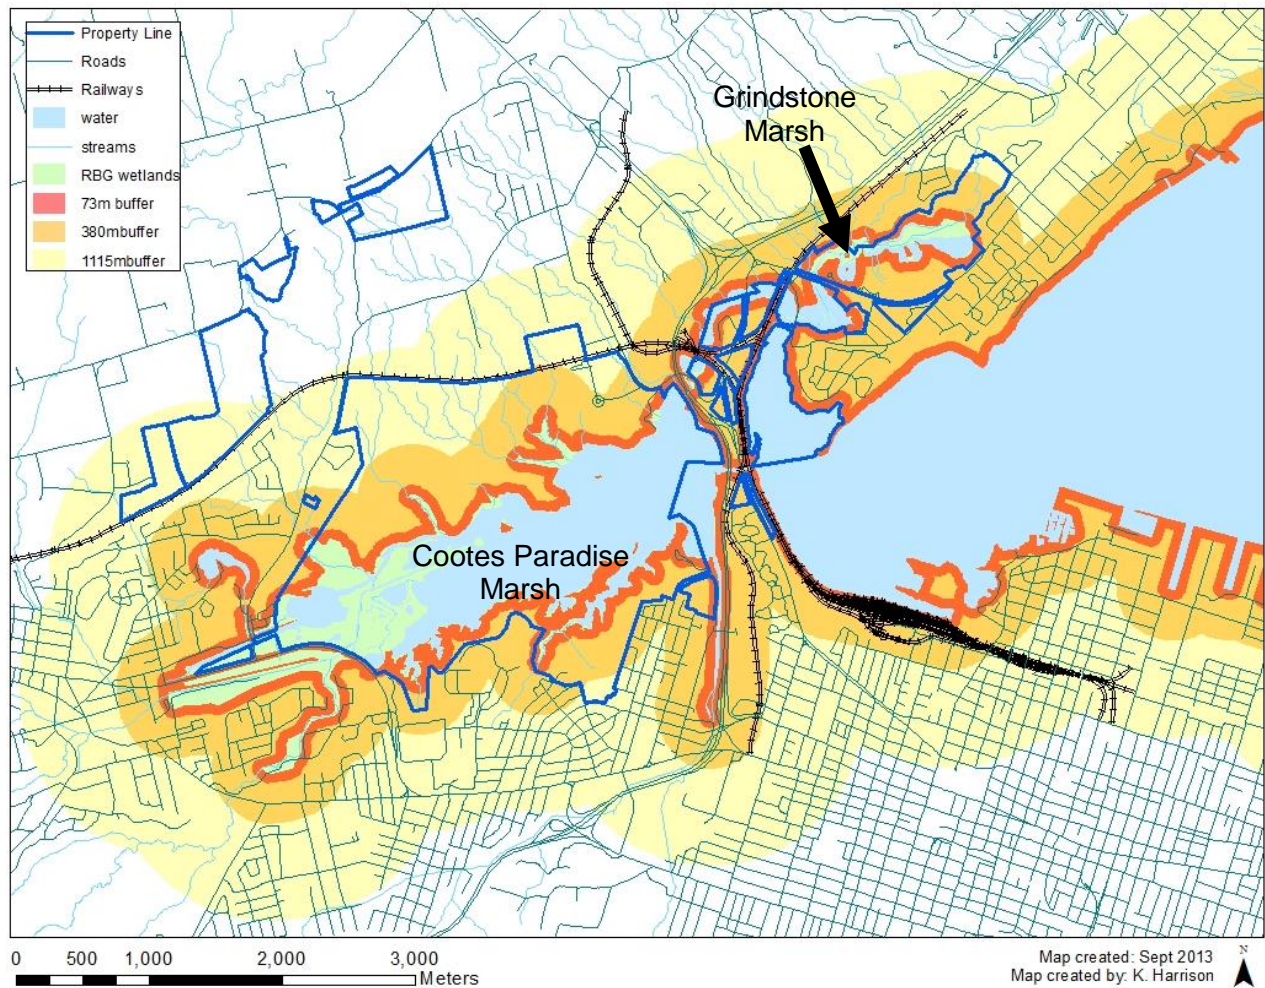 Property Line
Roads
Railways
water
streams
RBG wetlands
73m buffer
380mbuffer
1115mbuffer
Grindstone
Marsh
Cootes Paradise
Marsh
0 500 1,000 2,000 3,000
Meters
Map created: Sept 2013
Map created by: K. Harrison
N